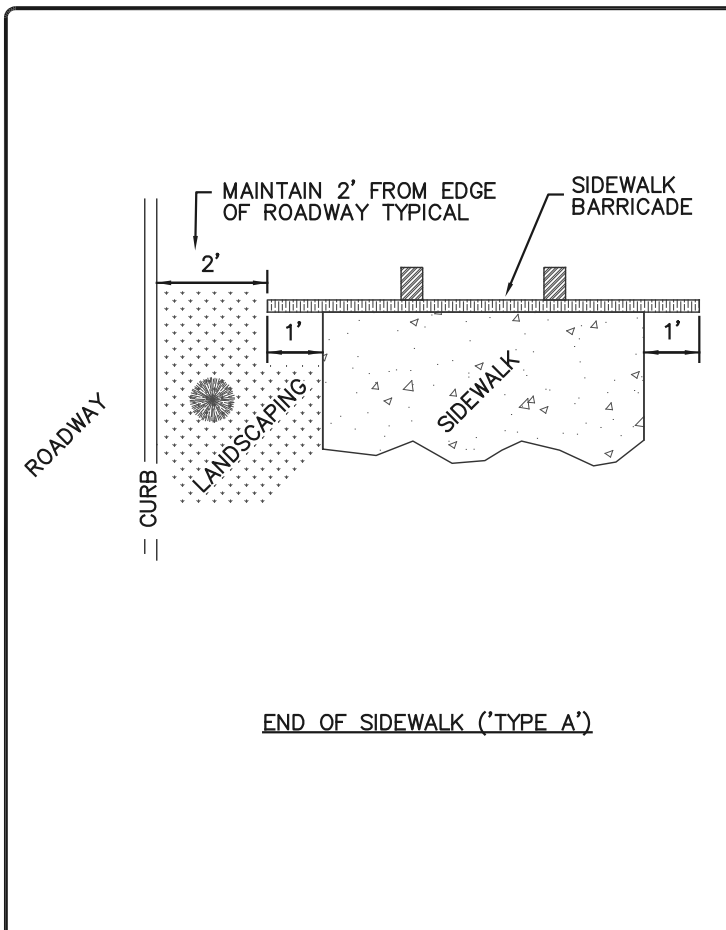 MAINTAIN 2' FROM EDGE
OF ROADWAY TYPICAL
SIDEWALK
BARRICADE
2'
1'
1'
SIDEWALK
LANDSCAPING
ROADWAY
CURB
END OF SIDEWALK ('TYPE A')